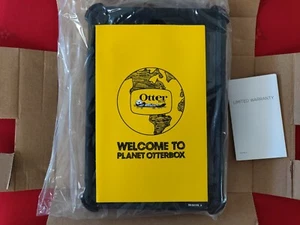 Otter
WELCOME TO
PLANET OTTERBOX
LIMITED WARRANTY